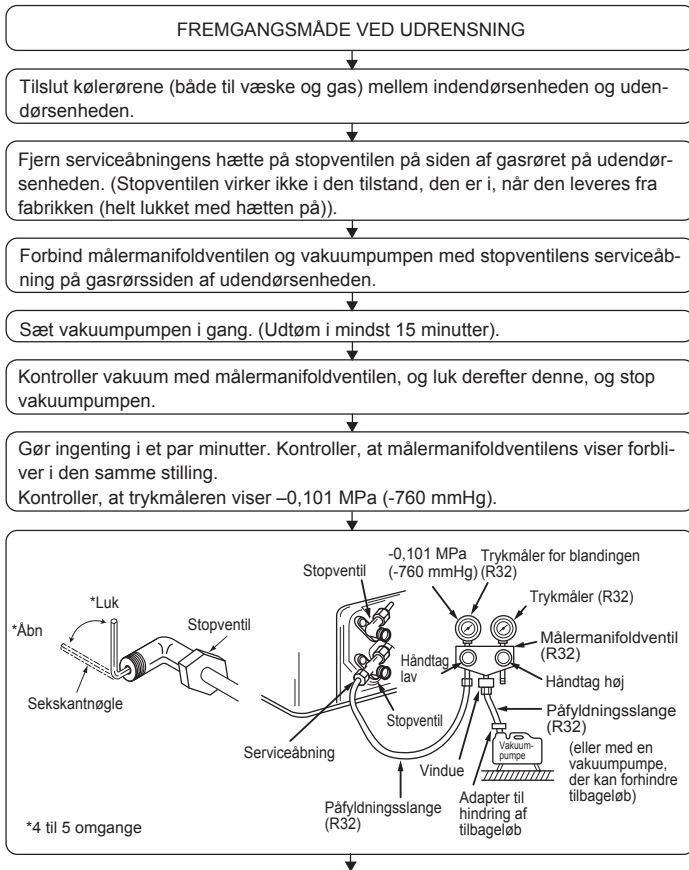 FREMGANGSMÅDE VED UDRENSNING
Tilslut kølerørene (både til væske og gas) mellem indendørsenheden og uden-
dørsenheden.
Fjern serviceåbningens hætte på stopventilen på siden af gasrøret på udendør-
senheden. (Stopventilen virker ikke i den tilstand, den er i, når den leveres fra
fabrikken (helt lukket med hætten på)).
Forbind målermanifoldventilen og vakuumpumpen med stopventilens serviceåb-
ning på gasrørssiden af udendørsenheden.
Sæt vakuumpumpen i gang. (Udtøm i mindst 15 minutter).
Kontroller vakuum med målermanifoldventilen, og luk derefter denne, og stop
vakuumpumpen.
Gør ingenting i et par minutter. Kontroller, at målermanifoldventilens viser forbli-
ver i den samme stilling.
Kontroller, at trykmåleren viser –0,101 MPa (-760 mmHg).
*Åbn
*Luk
Stopventil
Sekskantnøgle
*4 til 5 omgange
Stopventil
-0,101 MPa
(-760 mmHg)
Trykmåler for blandingen
(R32)
Trykmåler (R32)
Målermanifoldventil
(R32)
Håndtag
lav
Håndtag høj
Stopventil
Serviceåbning
Påfyldningsslange
(R32)
Vakuum-
pumpe
(eller med en
vakuumpumpe,
der kan forhindre
tilbageløb)
Vindue
Adapter til
hindring af
tilbageløb
Påfyldningsslange
(R32)